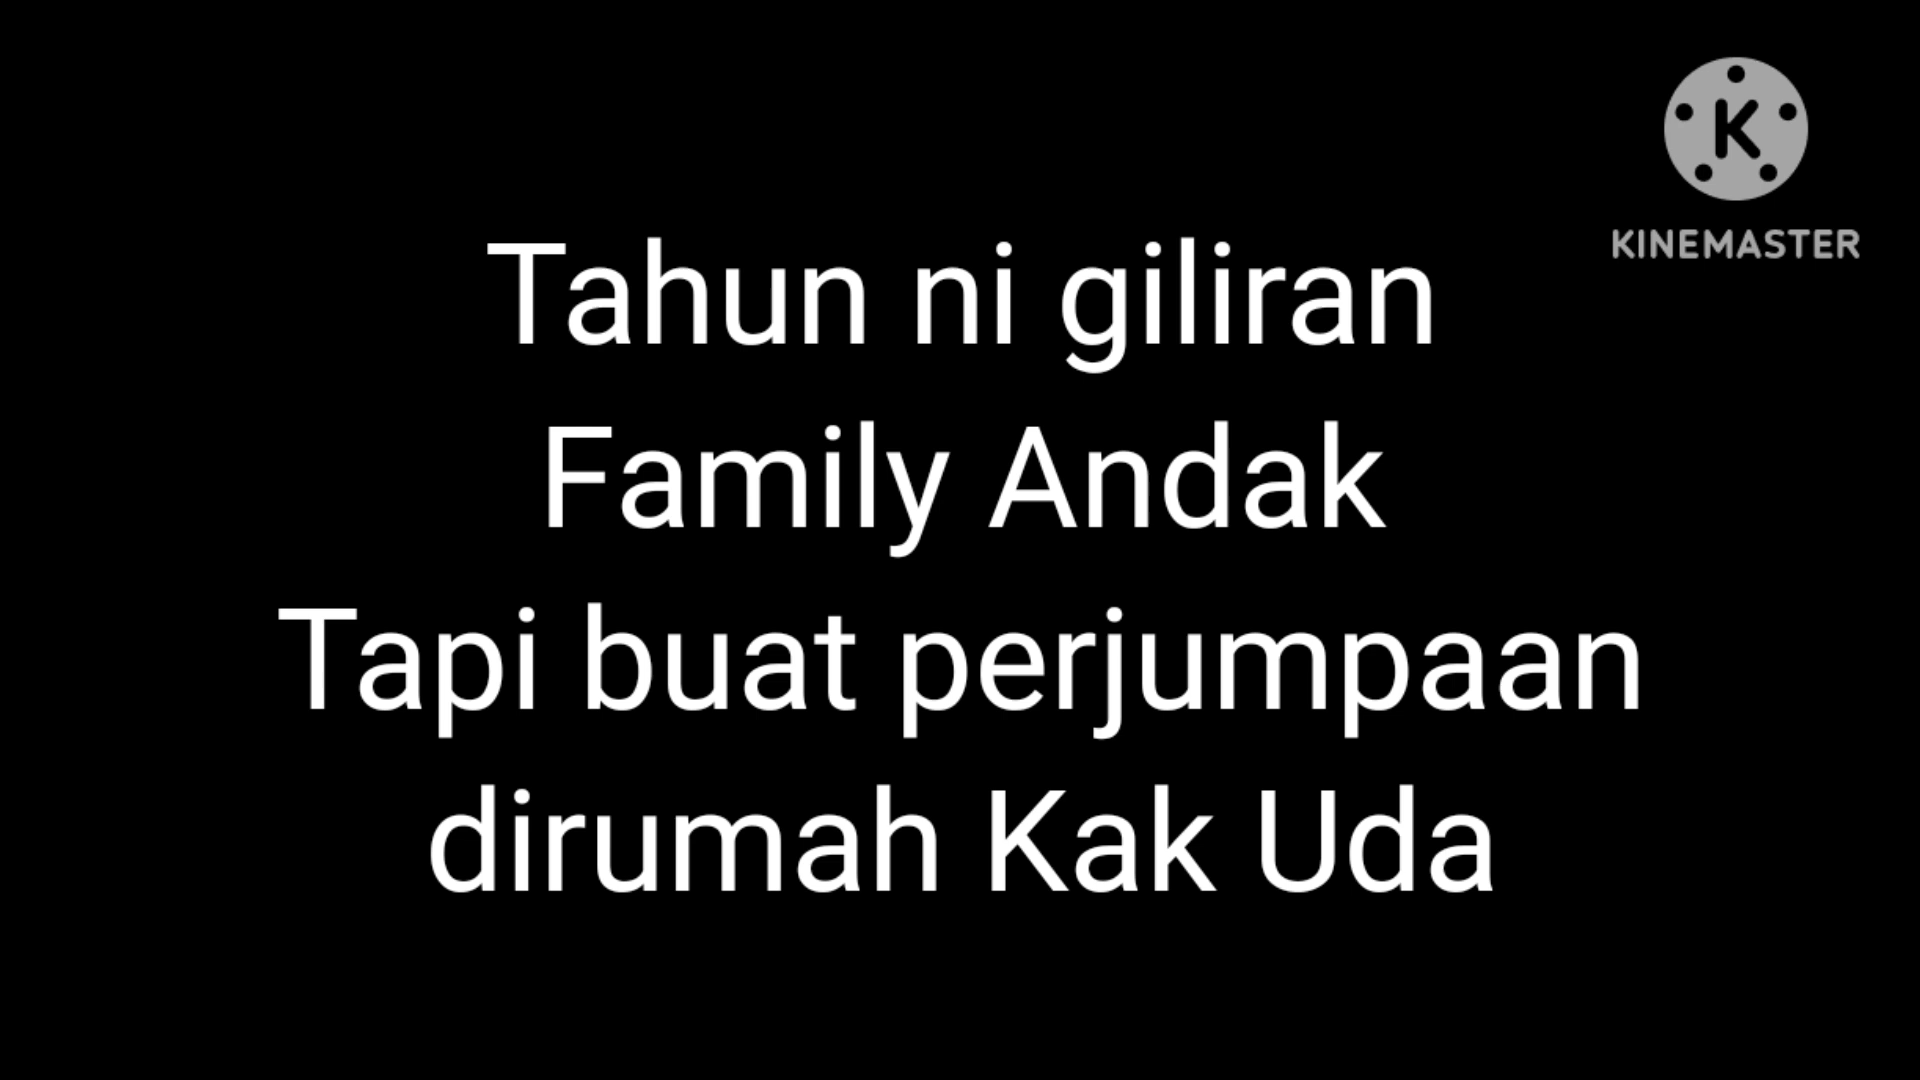 KINEMASTER
Tahun ni giliran
Family Andak
Tapi buat perjumpaan
dirumah Kak Uda